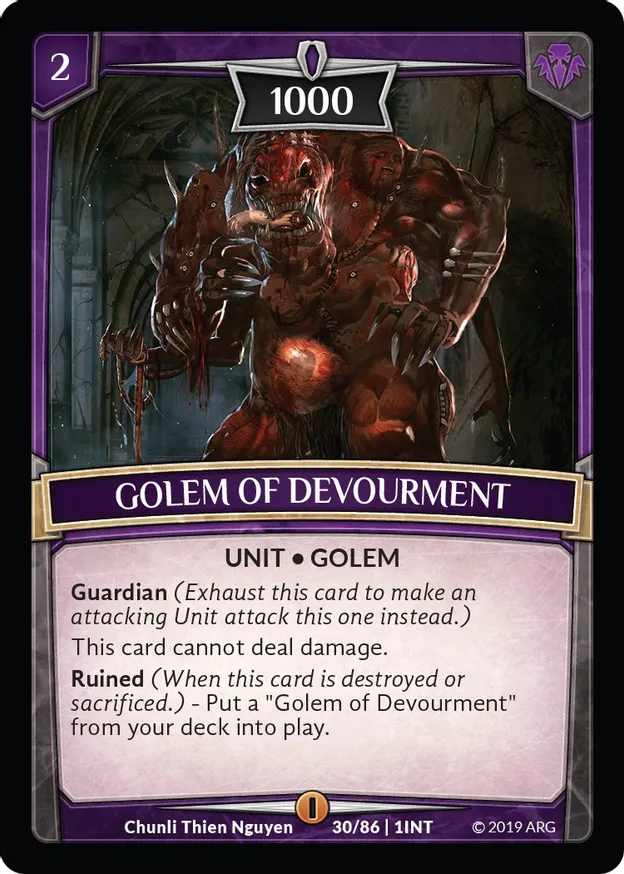 2
1000
GOLEM OF DEVOURMENT
UNIT • GOLEM
Guardian (Exhaust this card to make an
attacking Unit attack this one instead.)
This card cannot deal damage.
Ruined (When this card is destroyed or
sacrificed.) - Put a "Golem of Devourment"
from your deck into play.
I
Chunli Thien Nguyen 30/86 | 1INT © 2019 ARG